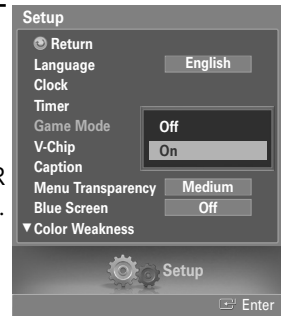 Setup
Return
Language English
Clock
Timer
Game Mode Off
V-Chip On
Caption
R
Menu Transparency Medium
.
Blue Screen Off
▼Color Weakness
Setup
Enter